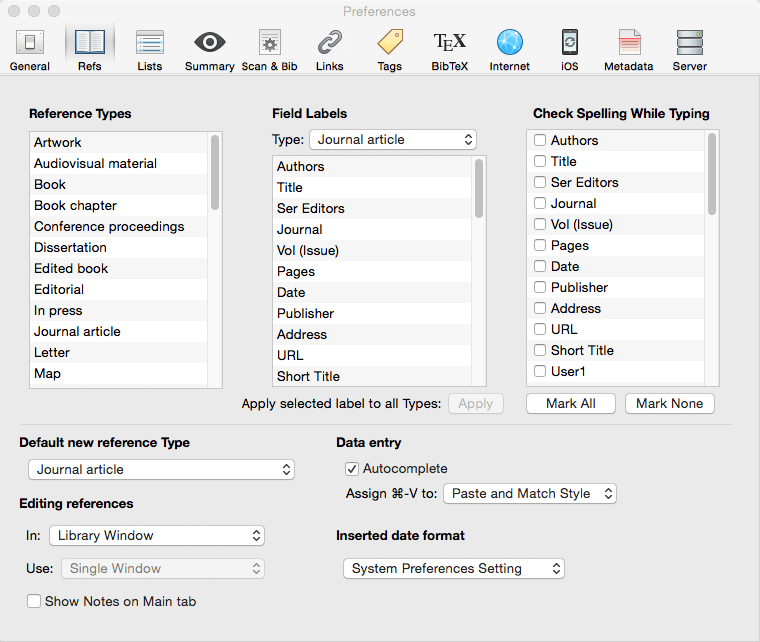 Preferences
General
Refs
Lists
Summary
Scan & Bib
Links
Tags
TEX
BibTeX
Internet
iOS
Metadata
Server
Reference Types
Artwork
Audiovisual material
Book
Book chapter
Conference proceedings
Dissertation
Edited book
Editorial
In press
Journal article
Letter
Map
Field Labels
Type: Journal article
Authors
Title
Ser Editors
Journal
Vol (Issue)
Pages
Date
Publisher
Address
URL
Short Title
Apply selected label to all Types: Apply
Check Spelling While Typing
Authors
Title
Ser Editors
Journal
Vol (Issue)
Pages
Date
Publisher
Address
URL
Short Title
User1
Mark All Mark None
Default new reference Type
Journal article
Editing references
In: Library Window
Use: Single Window
Show Notes on Main tab
Data entry
Autocomplete
Assign ⌘-V to: Paste and Match Style
Inserted date format
System Preferences Setting